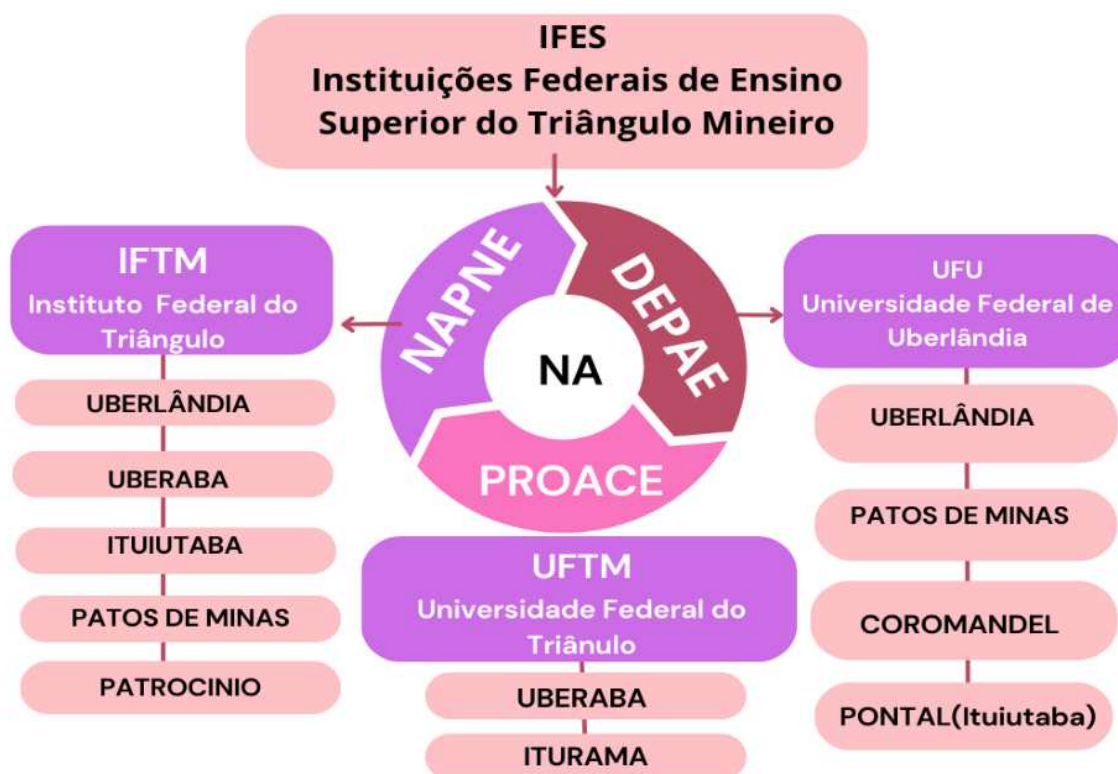 IFES
Instituições Federais de Ensino
Superior do Triângulo Mineiro
NAPNE
DEPAE
NA
PROACE
IFTM
Instituto Federal do
Triângulo
UBERLÂNDIA
UBERABA
ITUIUTABA
PATOS DE MINAS
PATROCINIO
UFTM
Universidade Federal do
Triânulo
UBERABA
ITURAMA
UFU
Universidade Federal de
Uberlândia
UBERLÂNDIA
PATOS DE MINAS
COROMANDEL
PONTAL(Ituiutaba)